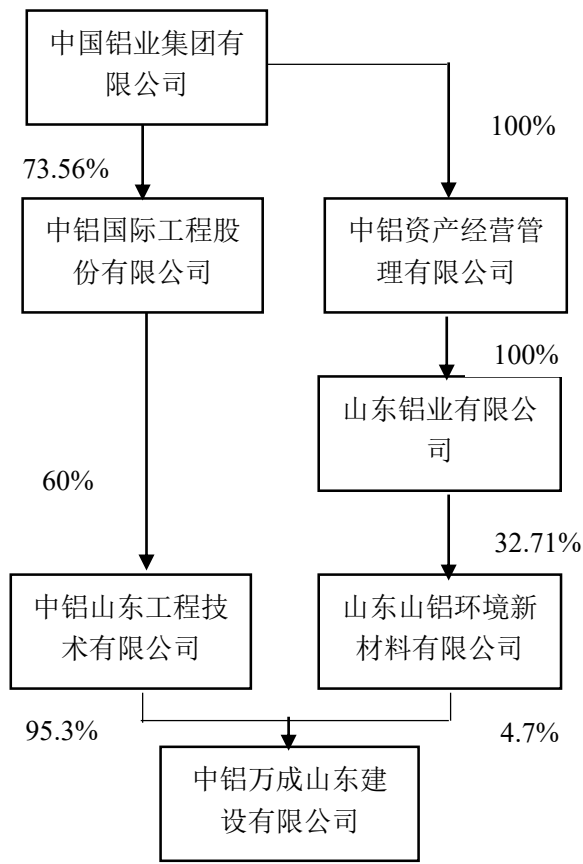 中国铝业集团有
限公司
100%
73.56%
中铝国际工程股
份有限公司
中铝资产经营管
理有限公司
100%
山东铝业有限公
司
60%
32.71%
中铝山东工程技
术有限公司
山东山铝环境新
材料有限公司
95.3%
4.7%
中铝万成山东建
设有限公司